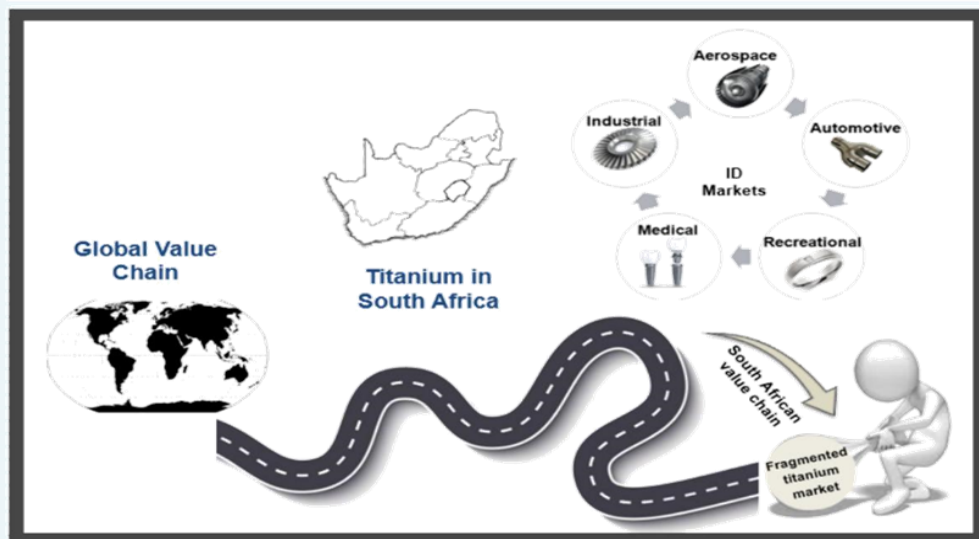 Global Value
Chain
Titanium in
South Africa
Aerospace
Automotive
Recreational
Medical
Industrial
ID
Markets
South African
value chain
Fragmented
titanium
market